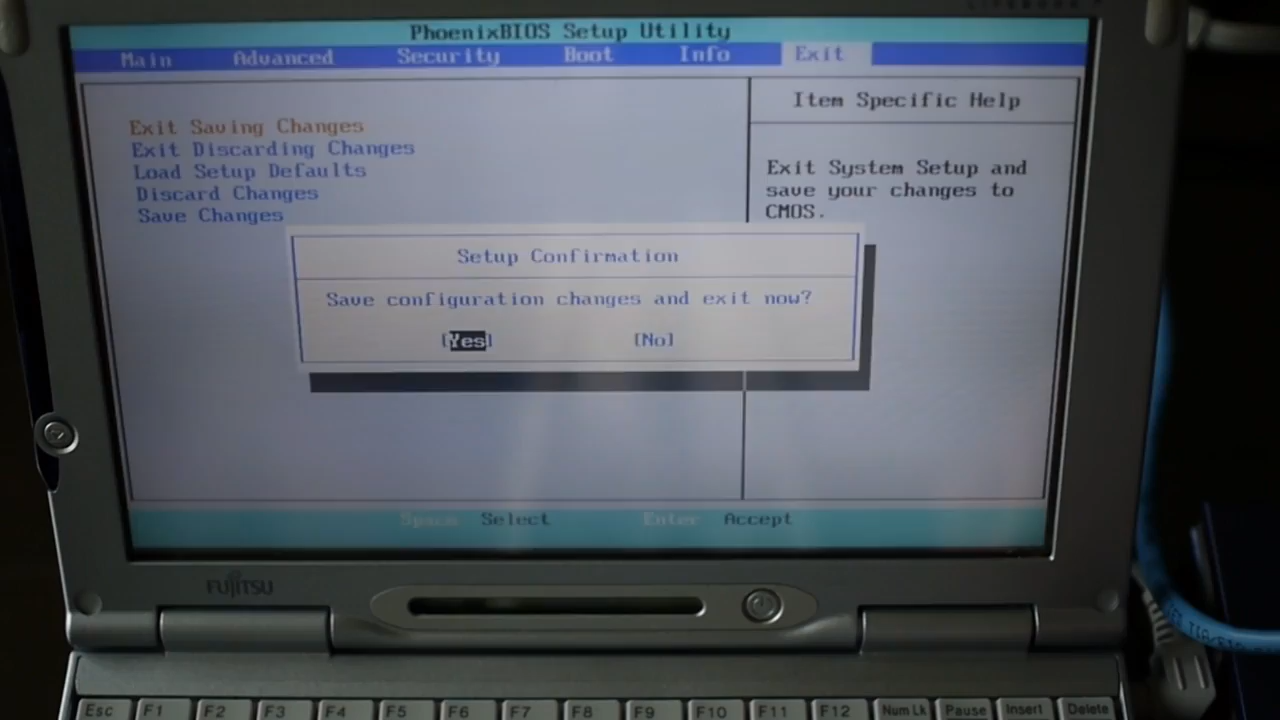 PhoenixBIOS Setup Utility
Main Advanced Security Boot Info Exit
Exit Saving Changes
Exit Discarding Changes
Load Setup Defaults
Discard Changes
Save Changes
Item Specific Help
Exit System Setup and
save your changes to
CMOS.
Setup Confirmation
Save configuration changes and exit now?
[Yes] [No]
Space Select Enter Accept
FUJITSU
Esc F1 F2 F3 F4 F5 F6 F7 F8 F9 F10 F11 F12 Num Lk Pause Insert Delete